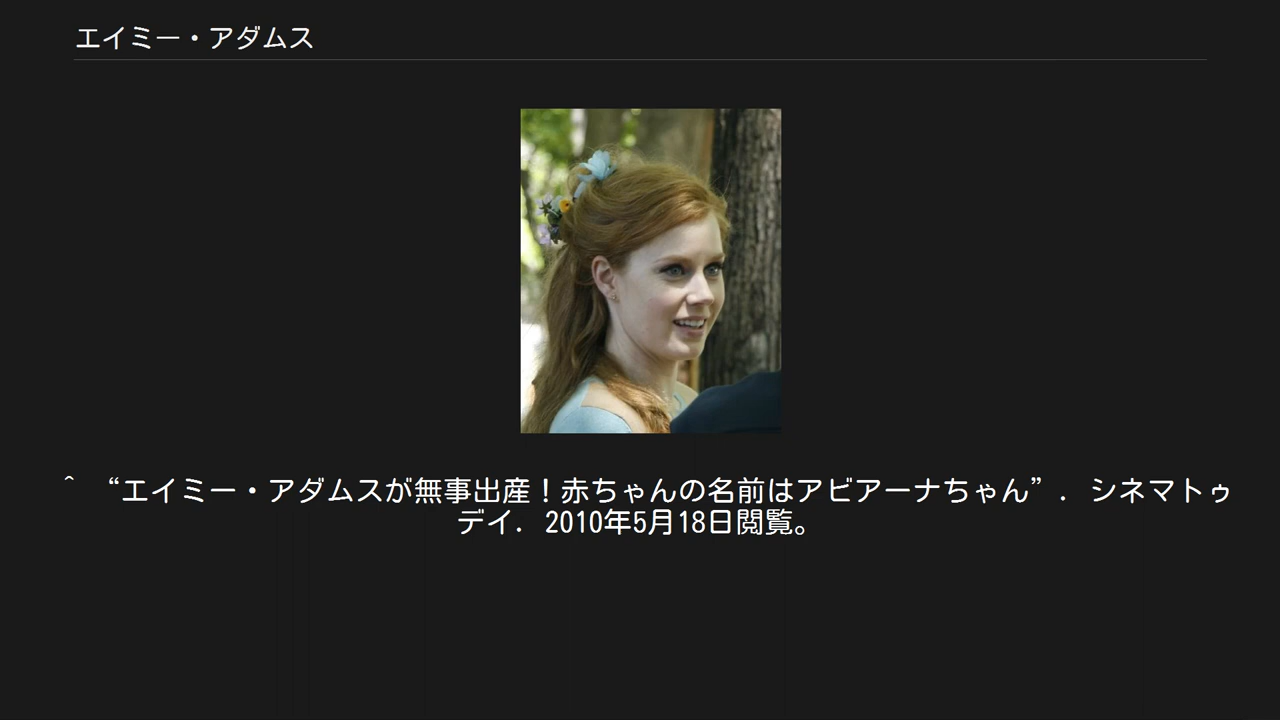 エイミー・アダムス
^ “エイミー・アダムスが無事出産！赤ちゃんの名前はアビアーナちゃん”. シネマトゥ
デイ. 2010年5月18日閲覧。